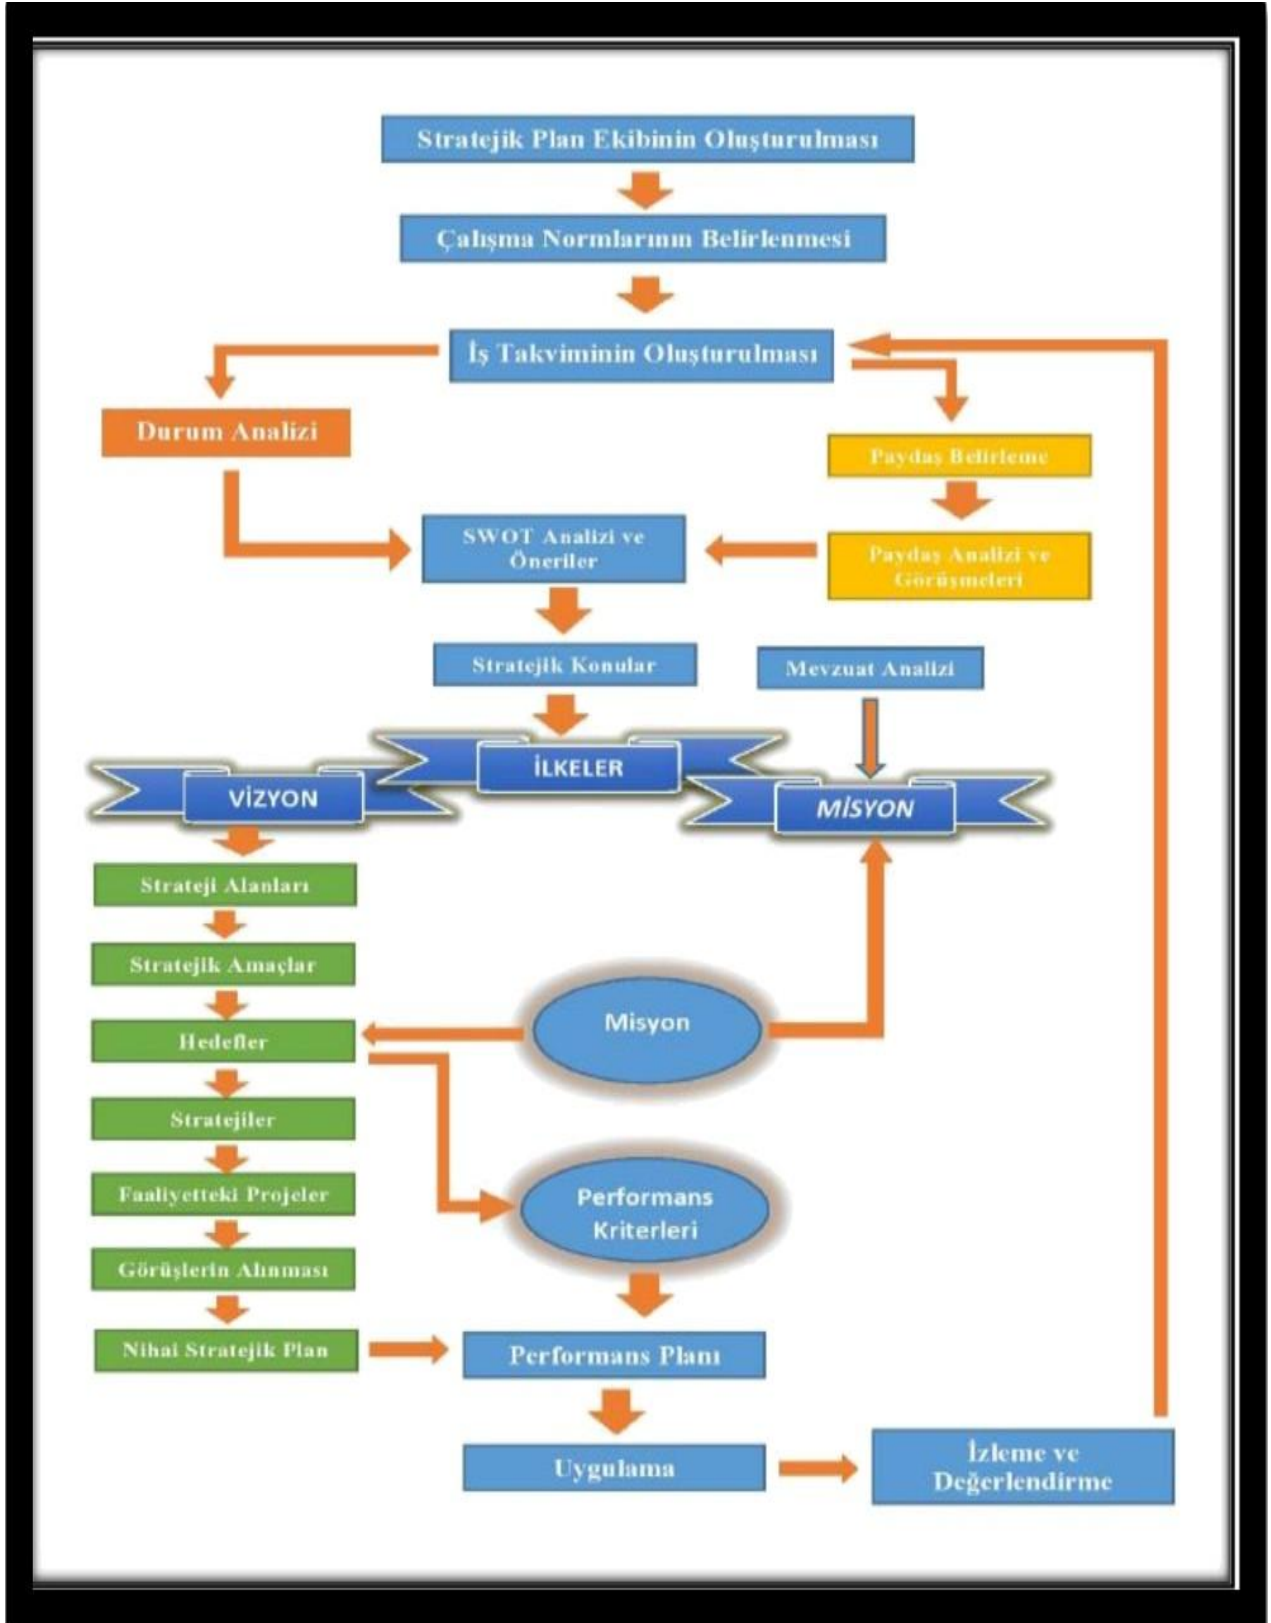 Stratejik Plan Ekibinin Oluşturulması
Çalışma Normlarının Belirlenmesi
İş Takviminin Oluşturulması
Durum Analizi
Paydaş Belirleme
SWOT Analizi ve
Öneriler
Paydaş Analizi ve
Görüşmeleri
Stratejik Konular
Mevzuat Analizi
İLKELER
VİZYON
MİSYON
Strateji Alanları
Stratejik Amaçlar
Hedefler
Misyon
Stratejiler
Faaliyetteki Projeler
Performans
Kriterleri
Görüşlerin Alınması
Nihai Stratejik Plan
Performans Planı
Uygulama
İzleme ve
Değerlendirme